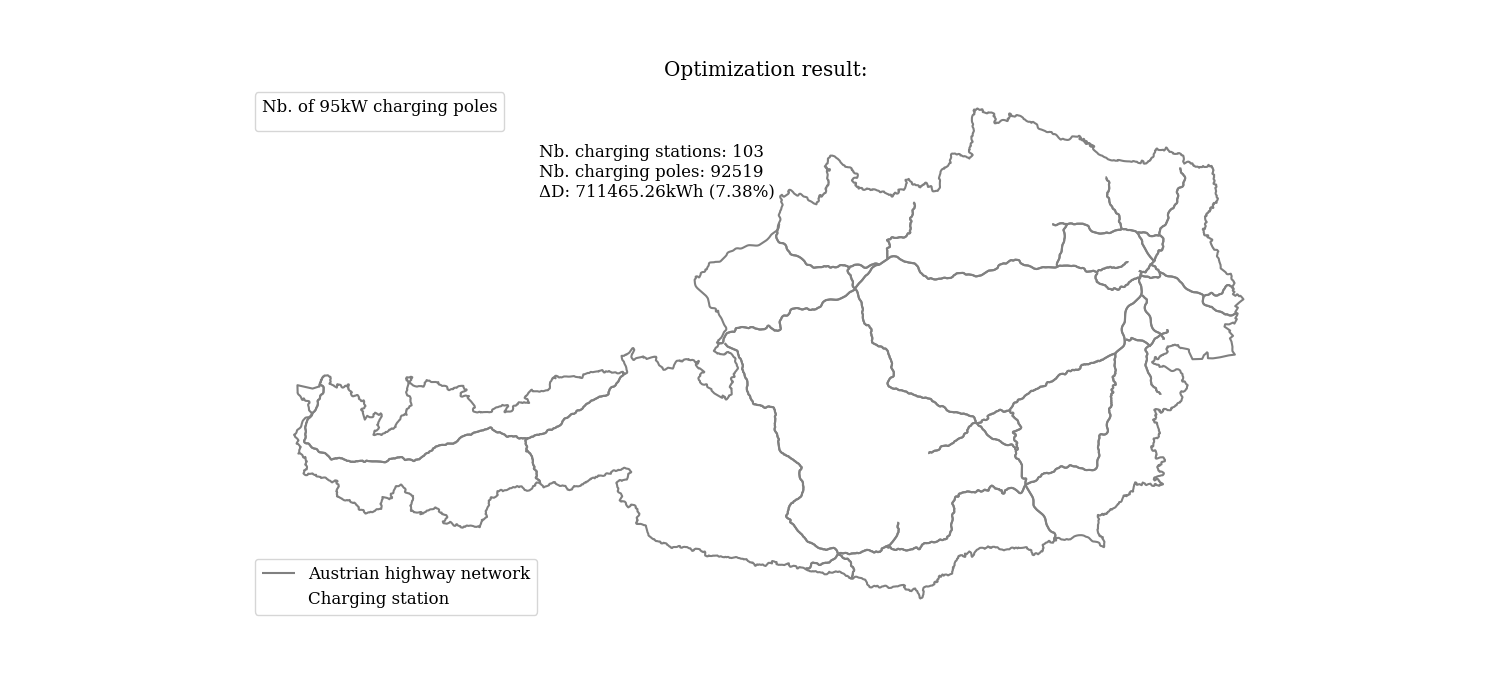 Optimization result:
Nb. of 95kW charging poles
Nb. charging stations: 103
Nb. charging poles: 92519
ΔD: 711465.26kWh (7.38%)
Austrian highway network
Charging station